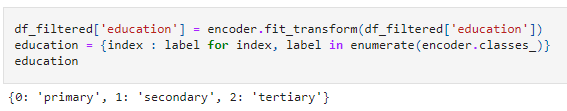 df_filtered['education'] = encoder.fit_transform(df_filtered['education'])
education = {index : label for index, label in enumerate(encoder.classes_)}
education
{0: 'primary', 1: 'secondary', 2: 'tertiary'}